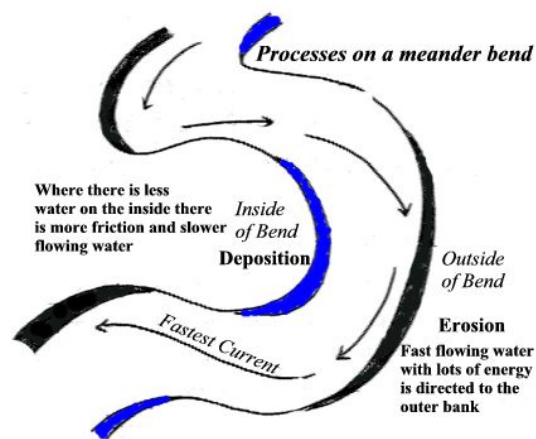 Processes on a meander bend
Where there is less
water on the inside there
is more friction and slower
flowing water
Inside
of Bend
Deposition
Outside
of Bend
Erosion
Fast flowing water
with lots of energy
is directed to the
outer bank
Fastest Current